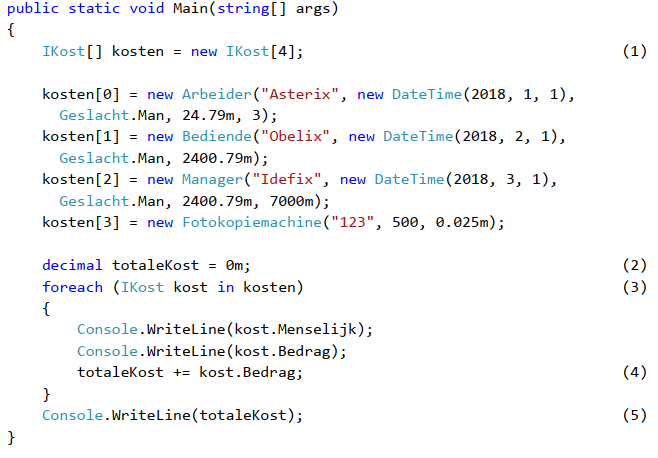 public static void Main(string[] args)
{
    IKost[] kosten = new IKost[4]; (1)
    kosten[0] = new Arbeider("Asterix", new DateTime(2018, 1, 1),
      Geslacht.Man, 24.79m, 3);
    kosten[1] = new Bediende("Obelix", new DateTime(2018, 2, 1),
      Geslacht.Man, 2400.79m);
    kosten[2] = new Manager("Idefix", new DateTime(2018, 3, 1),
      Geslacht.Man, 2400.79m, 7000m);
    kosten[3] = new Fotokopiemachine("123", 500, 0.025m);
    decimal totaleKost = 0m; (2)
    foreach (IKost kost in kosten) (3)
    {
        Console.WriteLine(kost.Menselijk);
        Console.WriteLine(kost.Bedrag);
        totaleKost += kost.Bedrag; (4)
    }
    Console.WriteLine(totaleKost); (5)
}